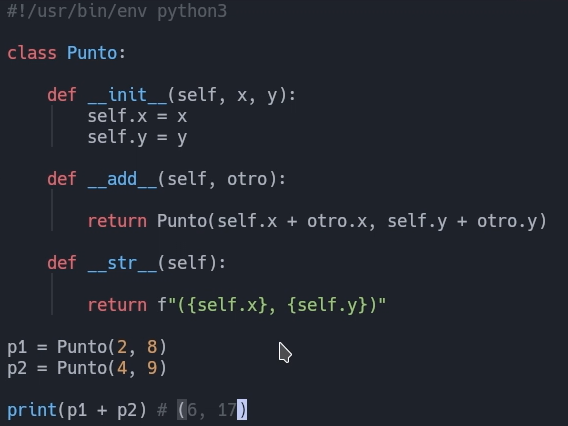 #!/usr/bin/env python3
class Punto:
    def __init__(self, x, y):
        self.x = x
        self.y = y
    def __add__(self, otro):
        return Punto(self.x + otro.x, self.y + otro.y)
    def __str__(self):
        return f"({self.x}, {self.y})"
p1 = Punto(2, 8)
p2 = Punto(4, 9)
print(p1 + p2) # (6, 17)